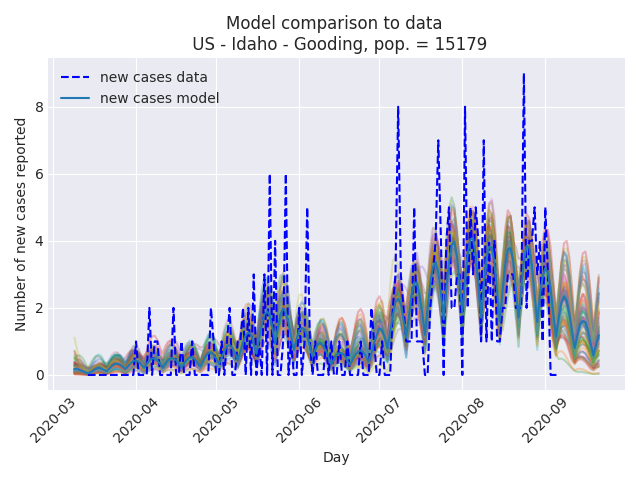 Model comparison to data
US - Idaho - Gooding, pop. = 15179
new cases data
new cases model
Number of new cases reported
8
6
4
2
0
2020-03
2020-04
2020-05
2020-06
2020-07
2020-08
2020-09
Day